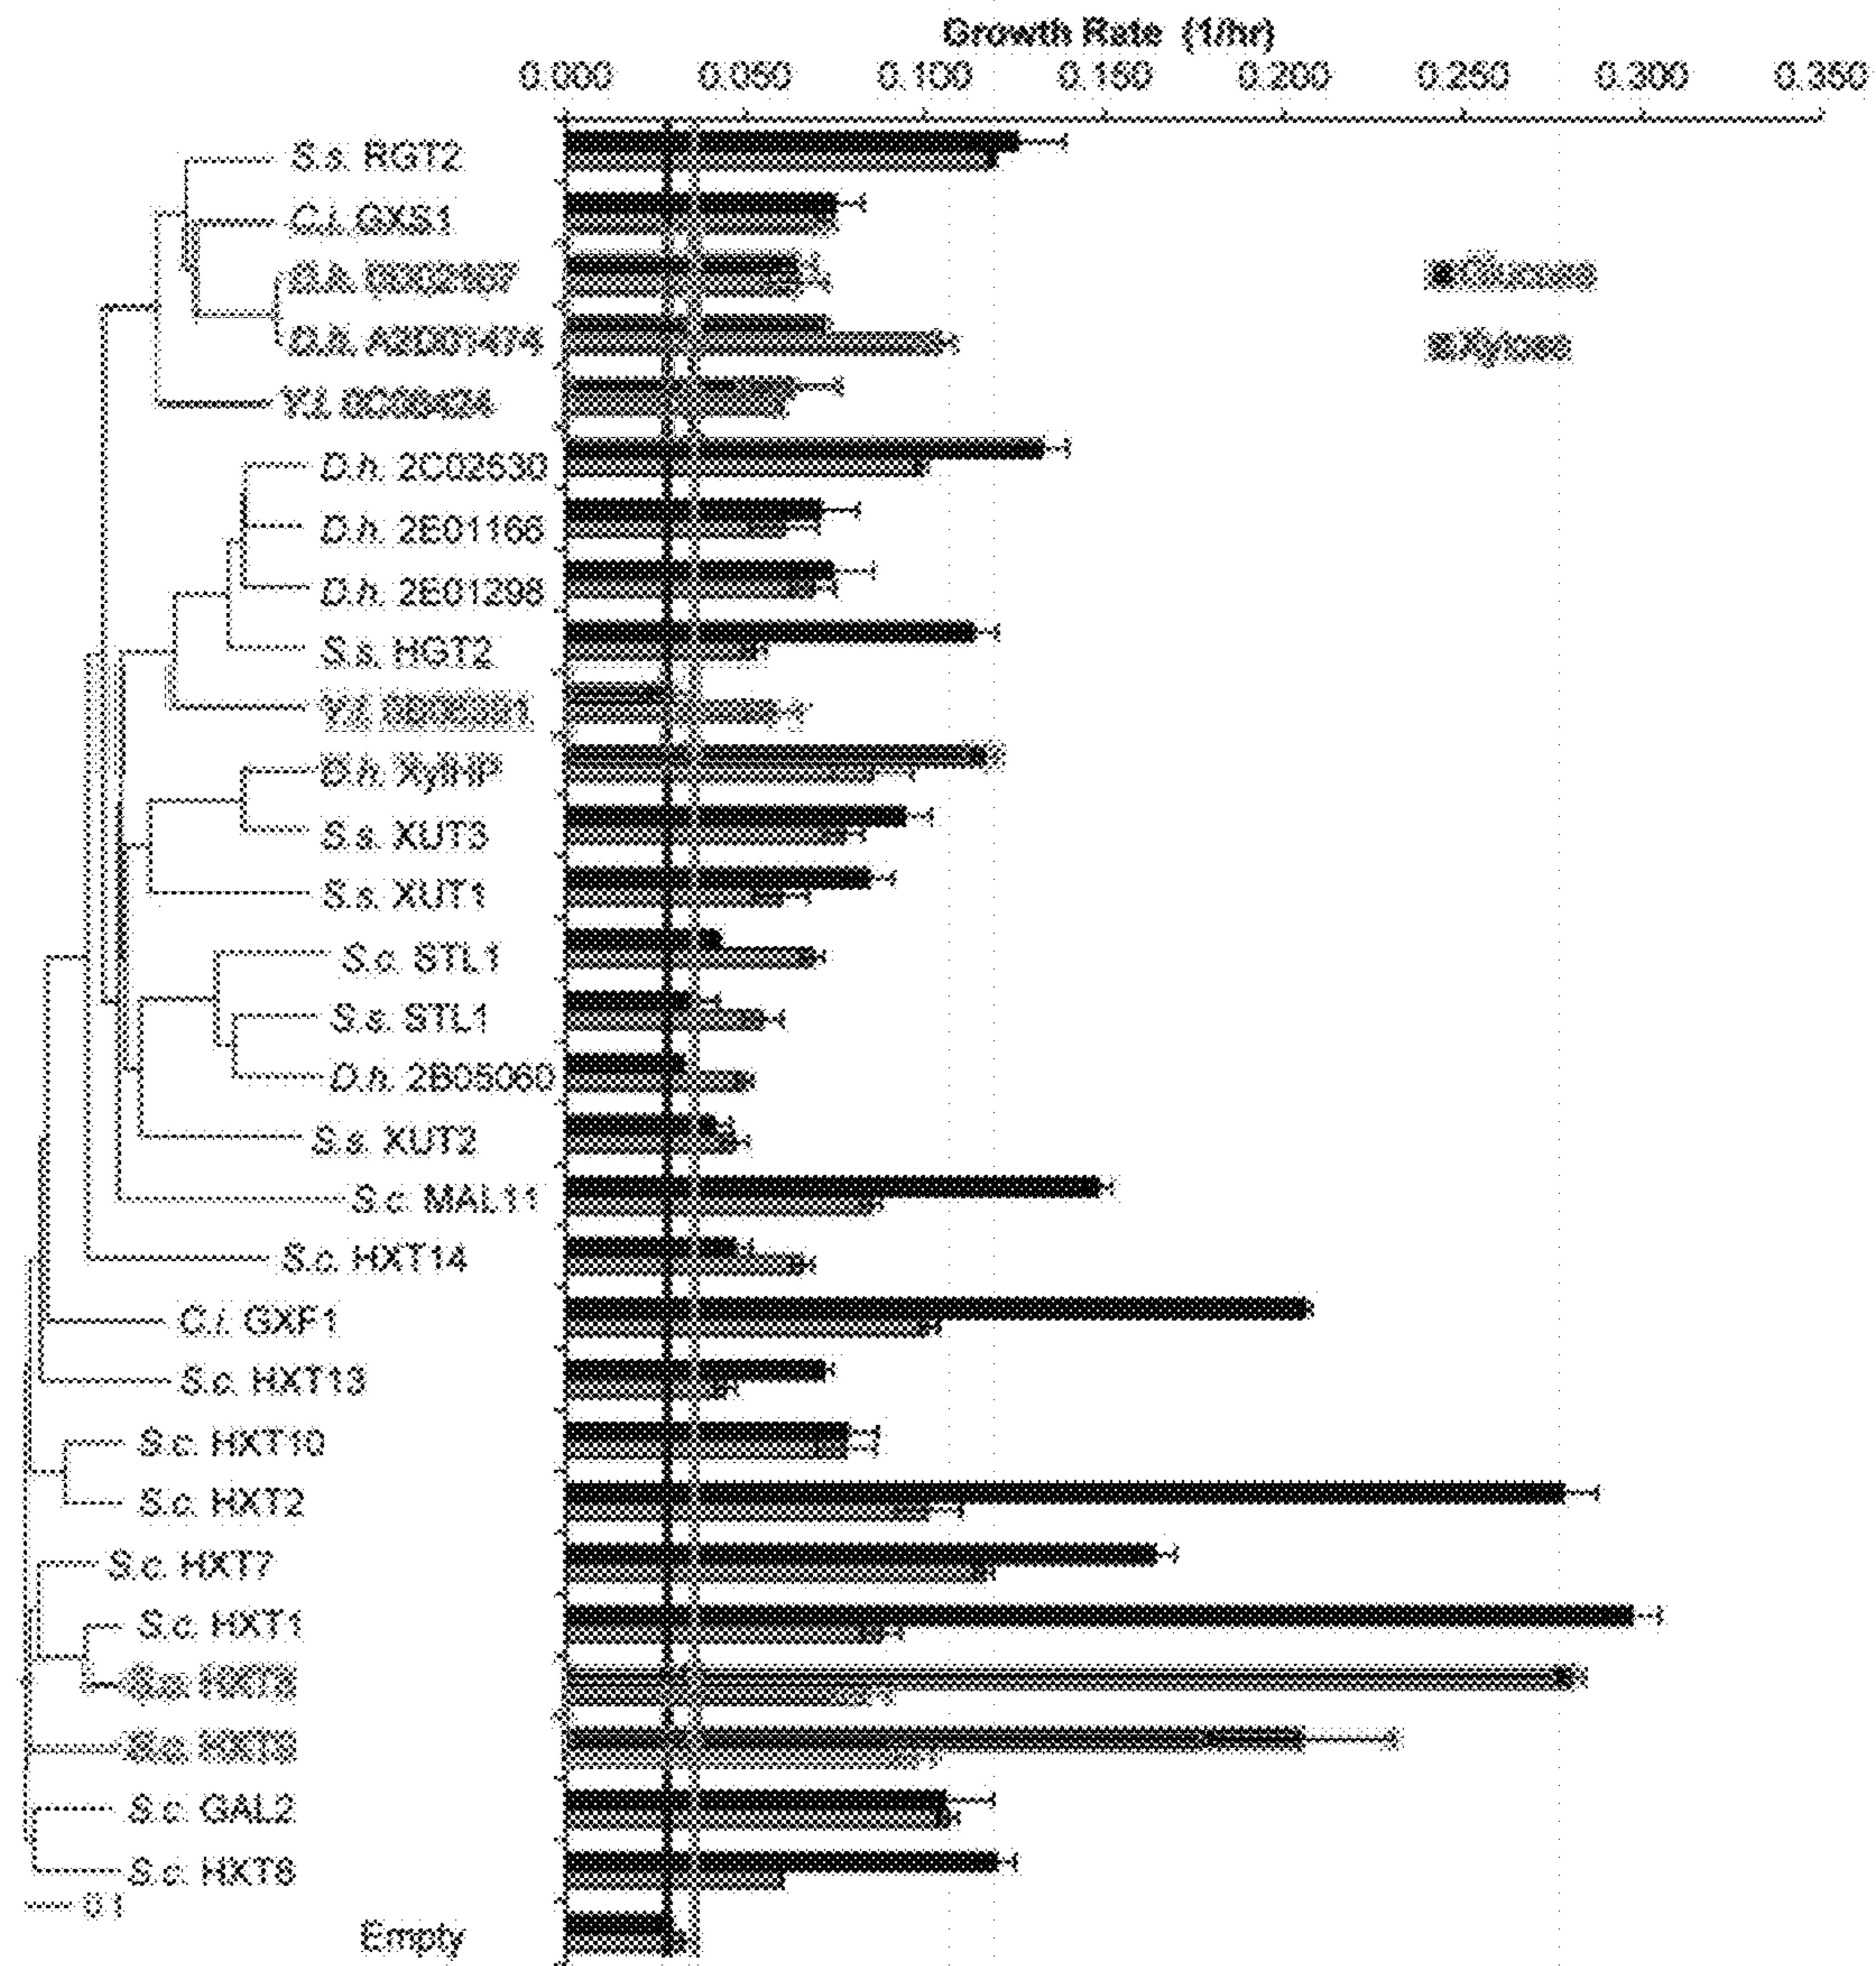 Growth Rate (1/hr)
0.000 0.050 0.100 0.150 0.200 0.250 0.300 0.350
S.s. RGT2
C.i. GXS1
Glucose
D.h.
Xylose
Y.l.
D.h. 2C02530
D.h. 2E01166
D.h. 2E01298
S.s. HGT2
Y.l.
D.h. XylHP
S.s. XUT3
S.s. XUT1
S.c. STL1
S.s. STL1
D.h. 2B05060
S.s. XUT2
S.c. MAL11
S.c. HXT14
C.i. GXF1
S.c. HXT13
S.c. HXT10
S.c. HXT2
S.c. HXT7
S.c. HXT1
S.c. GAL2
S.c. HXT8
0.1
Empty